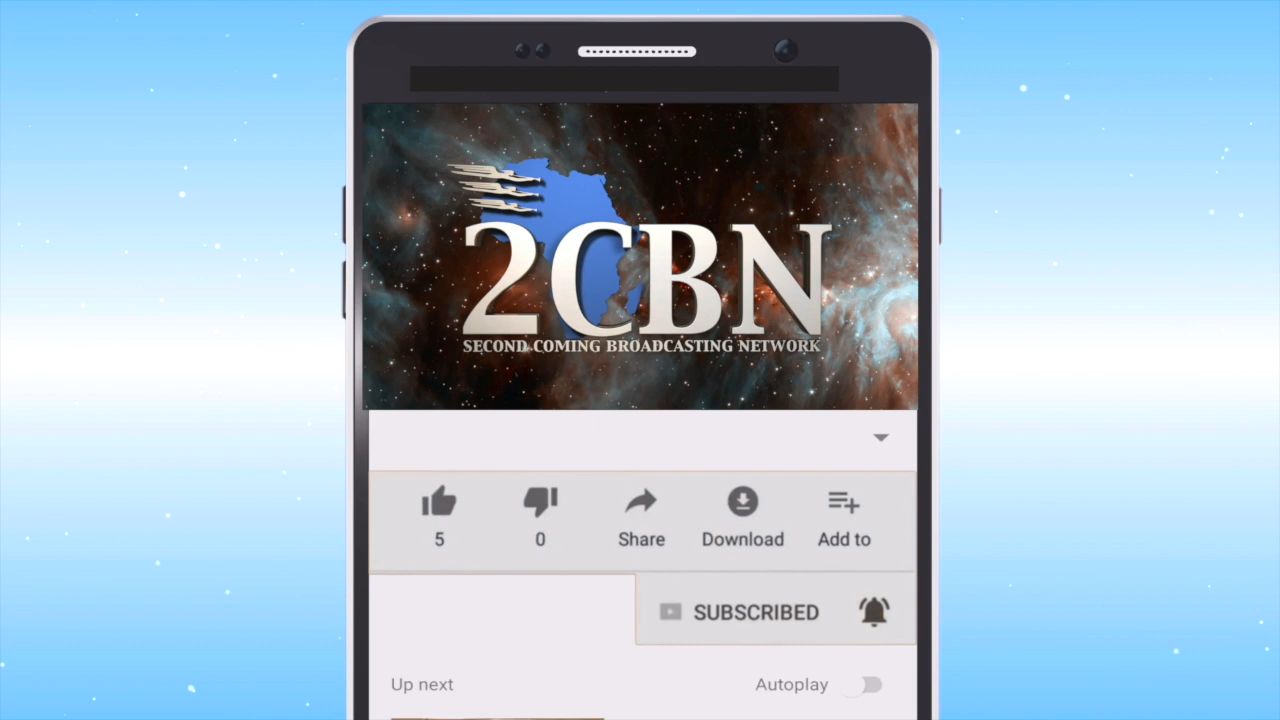 2CBN
SECOND COMING BROADCASTING NETWORK
5 0 Share Download Add to
SUBSCRIBED
Up next Autoplay